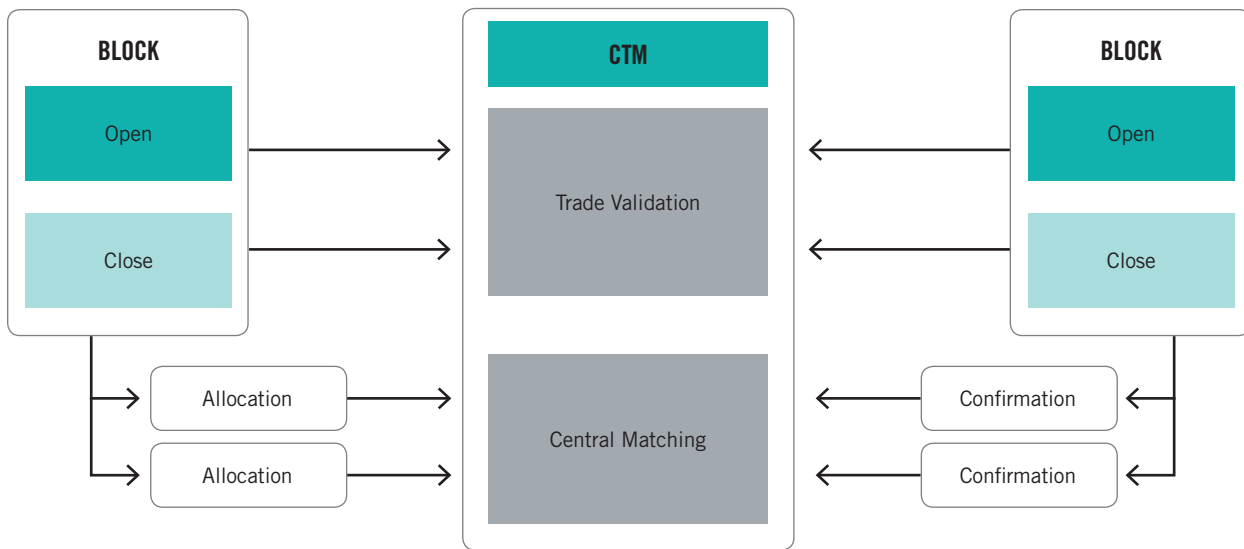 BLOCK
Open
Close
Allocation
Allocation
CTM
Trade Validation
Central Matching
BLOCK
Open
Close
Confirmation
Confirmation